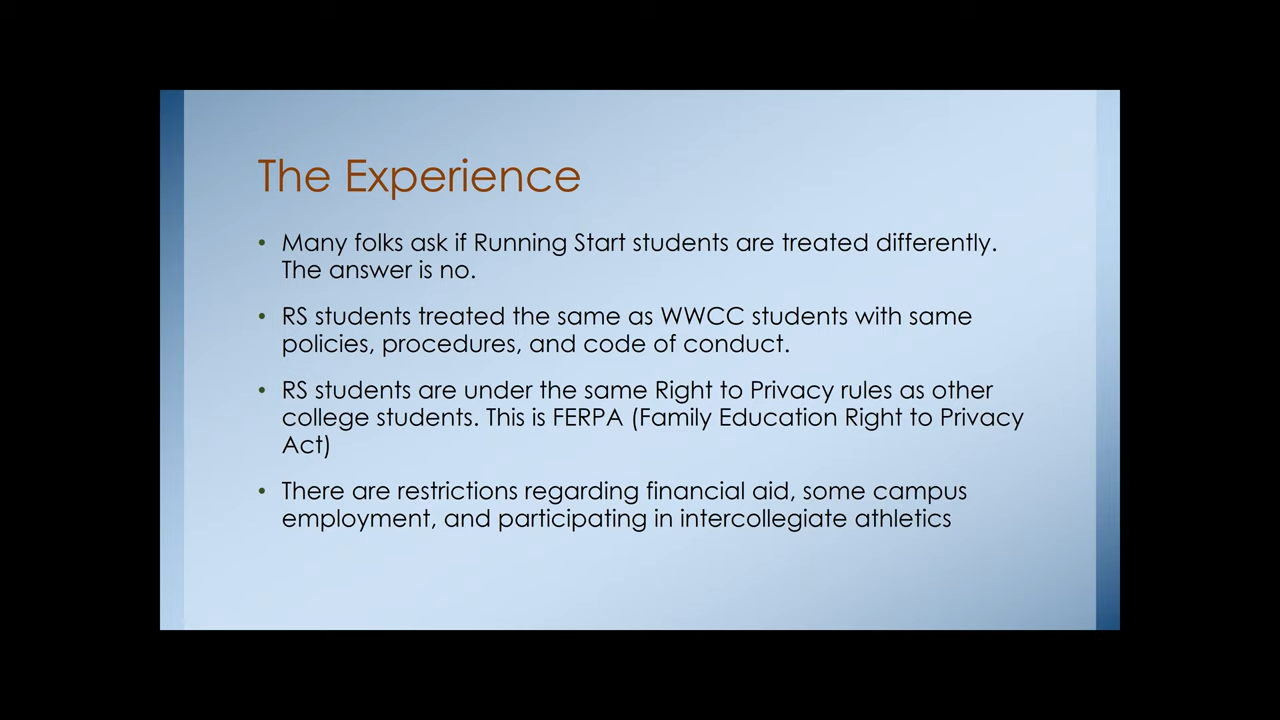 The Experience
• Many folks ask if Running Start students are treated differently.
The answer is no.
• RS students treated the same as WWCC students with same
policies, procedures, and code of conduct.
• RS students are under the same Right to Privacy rules as other
college students. This is FERPA (Family Education Right to Privacy
Act)
• There are restrictions regarding financial aid, some campus
employment, and participating in intercollegiate athletics